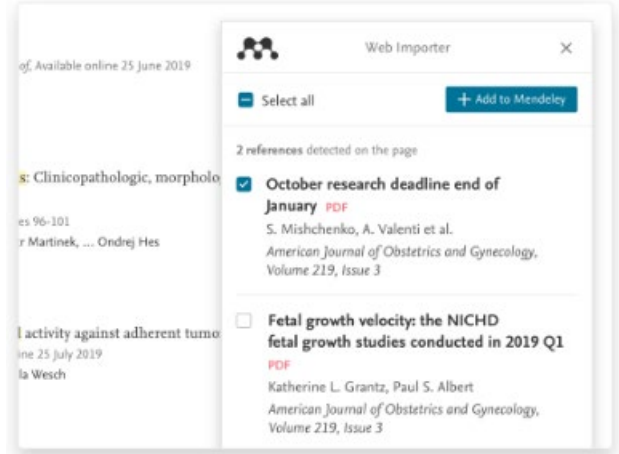 of, Available online 25 June 2019
s: Clinicopathologic, morpholo
es 96-101
r Martinek, ... Ondrej Hes
l activity against adherent tumo
ine 25 July 2019
la Wesch
Web Importer
Select all
+ Add to Mendeley
2 references detected on the page
October research deadline end of
January PDF
S. Mishchenko, A. Valenti et al.
American Journal of Obstetrics and Gynecology,
Volume 219, Issue 3
Fetal growth velocity: the NICHD
fetal growth studies conducted in 2019 Q1
PDF
Katherine L. Grantz, Paul S. Albert
American Journal of Obstetrics and Gynecology,
Volume 219, Issue 3